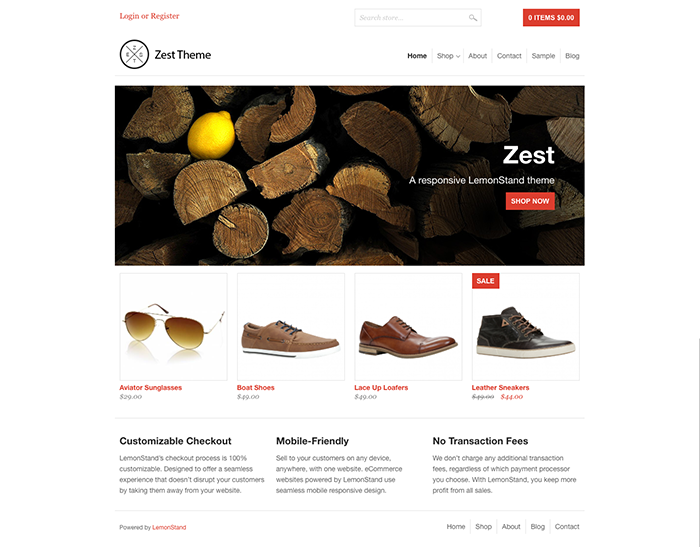 Login or Register
Search store...
0 ITEMS $0.00
Z
E S
T
Zest Theme
Home Shop About Contact Sample Blog
Zest
A responsive LemonStand theme
SHOP NOW
SALE
Aviator Sunglasses
$29.00
Boat Shoes
$49.00
Lace Up Loafers
$49.00
Leather Sneakers
$49.00 $44.00
Customizable Checkout
LemonStand's checkout process is 100%
customizable. Designed to offer a seamless
experience that doesn't disrupt your customers
by taking them away from your website.
Mobile-Friendly
Sell to your customers on any device,
anywhere, with one website. eCommerce
websites powered by LemonStand use
seamless mobile responsive design.
No Transaction Fees
We don't charge any additional transaction
fees, regardless of which payment processor
you choose. With LemonStand, you keep more
profit from all sales.
Powered by LemonStand
Home Shop About Blog Contact